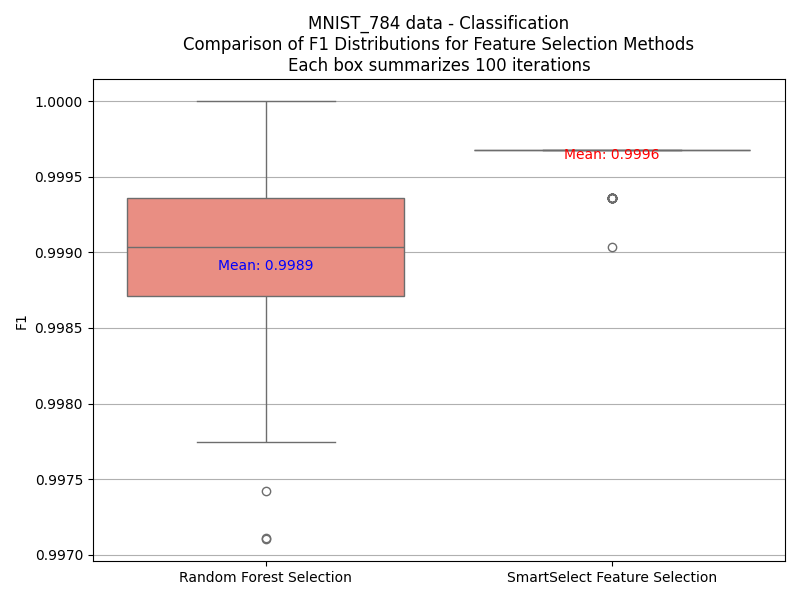 MNIST_784 data - Classification
Comparison of F1 Distributions for Feature Selection Methods
Each box summarizes 100 iterations
1.0000
0.9995
0.9990
0.9985
0.9980
0.9975
0.9970
F1
Mean: 0.9989
Mean: 0.9996
Random Forest Selection
SmartSelect Feature Selection